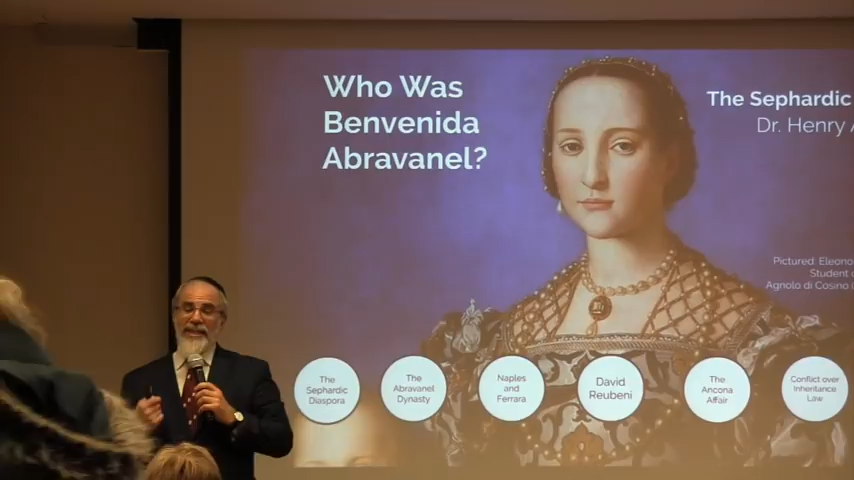 Who Was
Benvenida
Abravanel?
The Sephardic
Dr. Henry
Pictured:
Student
Agnolo di Cosino
The
Sephardic
Diaspora
The
Abravanel
Dynasty
Naples
and
Ferrara
David
Reubeni
The
Ancona
Affair
Conflict over
Inheritance
Law